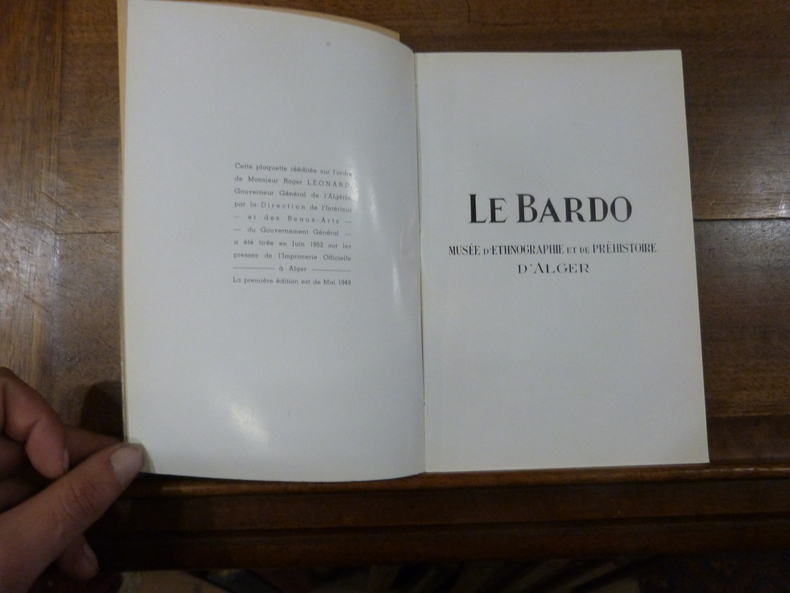 Cette plaquette rééditée sur l'ordre
de Monsieur Roger LEONARD
Gouverneur Général de l'Algérie
par la Direction de l'Intérieur
— et des Beaux-Arts —
— du Gouvernement Général —
a été tirée en Juin 1952 sur les
presses de l'Imprimerie Officielle
——— à Alger ———
La première édition est de Mai 1949
LE BARDO
MUSÉE D'ETHNOGRAPHIE ET DE PRÉHISTOIRE
D'ALGER